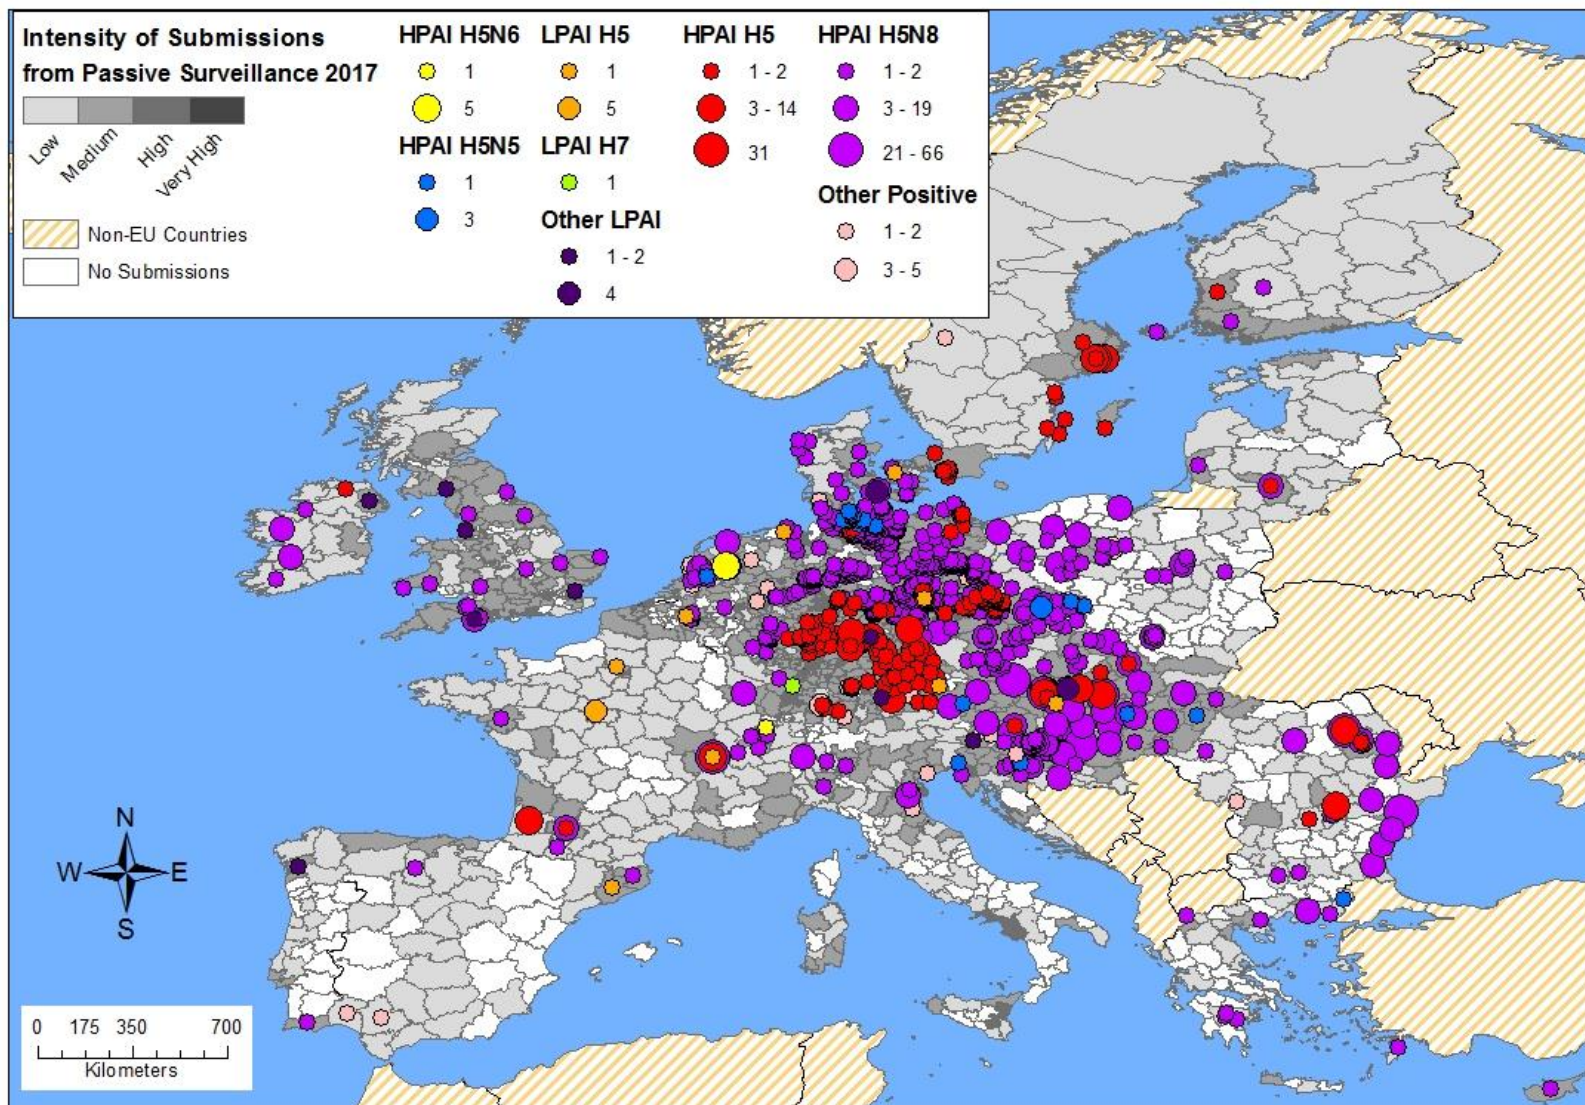 Intensity of Submissions
from Passive Surveillance 2017
Low
Medium
High
Very High
Non-EU Countries
No Submissions
HPAI H5N6
1
5
HPAI H5N5
1
3
LPAI H5
1
5
LPAI H7
1
Other LPAI
1 - 2
4
HPAI H5
1 - 2
3 - 14
31
HPAI H5N8
1 - 2
3 - 19
21 - 66
Other Positive
1 - 2
3 - 5
N
W E
S
0 175 350 700
Kilometers